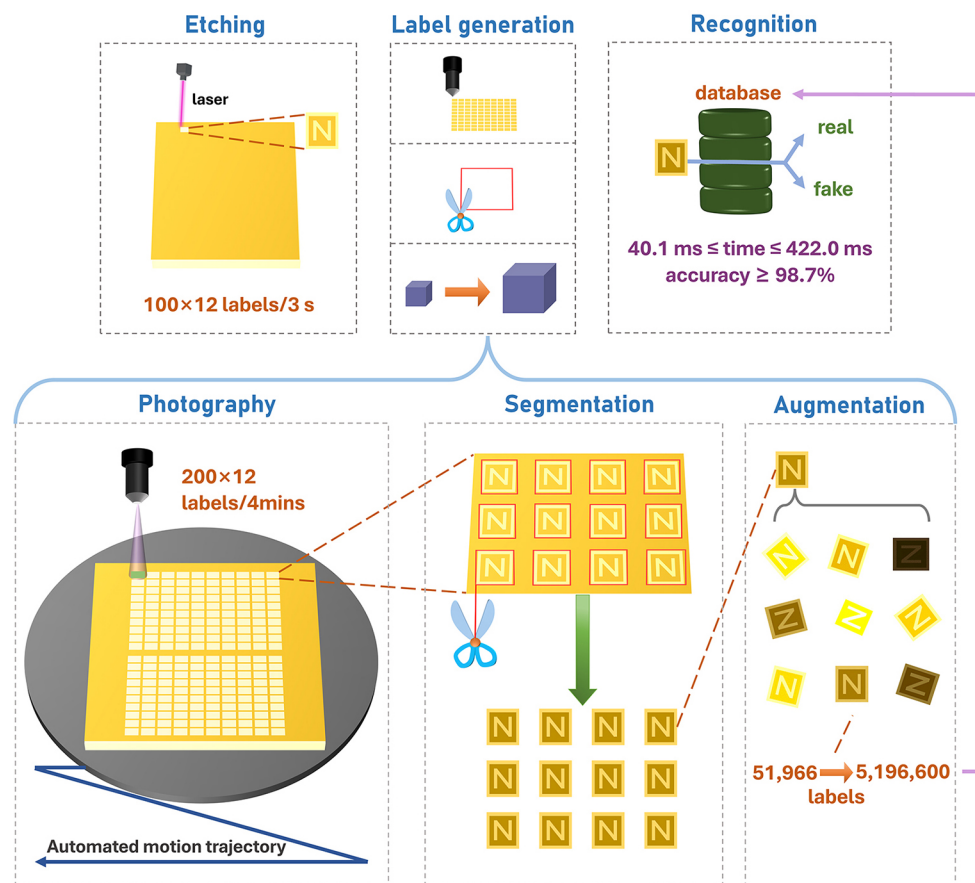 Etching
Label generation
Recognition
laser
N
100×12 labels/3 s
database
real
N
fake
40.1 ms ≤ time ≤ 422.0 ms
accuracy ≥ 98.7%
Photography
Segmentation
Augmentation
200×12
labels/4mins
N N N N
N N N N
N N N N
N
N N N
N N N
N N N
N N N N
N N N N
N N N N
51,966
5,196,600
labels
Automated motion trajectory